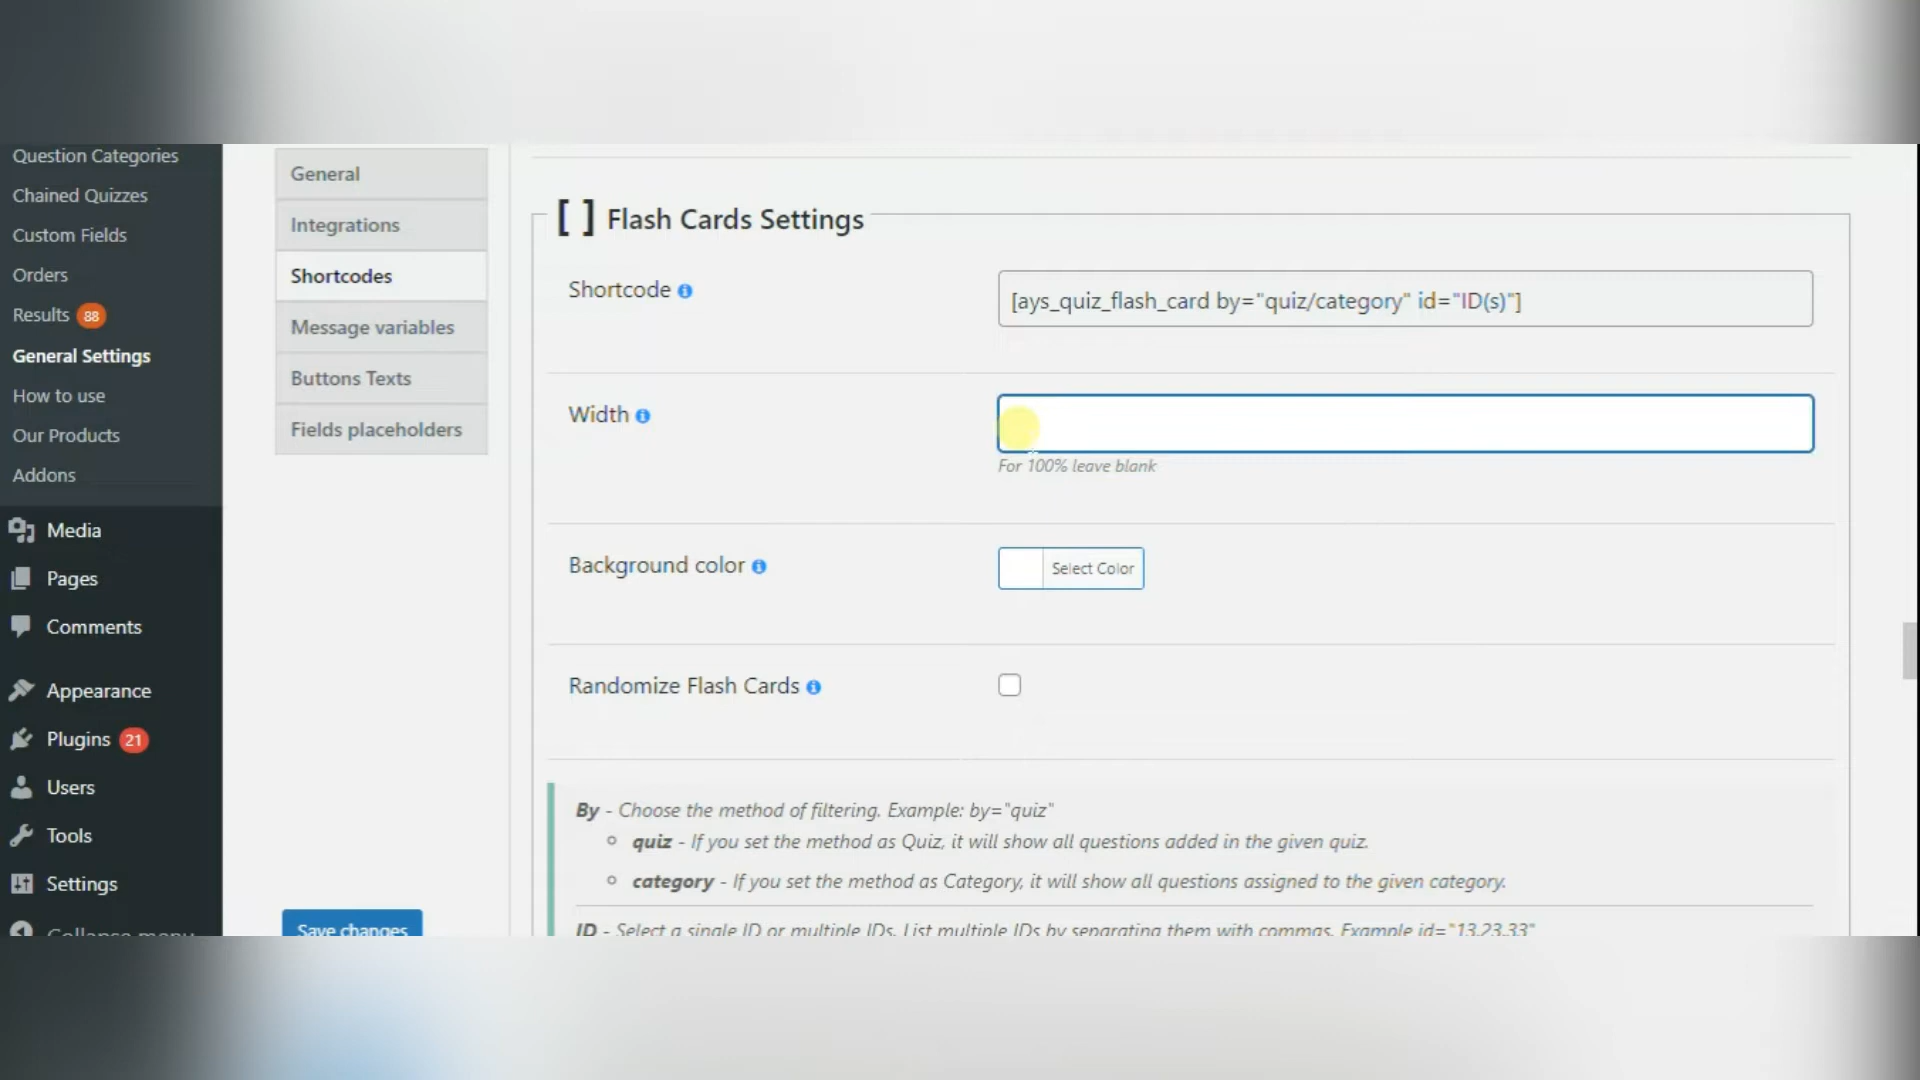 Question Categories
Chained Quizzes
Custom Fields
Orders
Results 88
General Settings
How to use
Our Products
Addons
Media
Pages
Comments
Appearance
Plugins 21
Users
Tools
Settings
Collapse menu
General
Integrations
Shortcodes
Message variables
Buttons Texts
Fields placeholders
Save changes
[ ] Flash Cards Settings
Shortcode
[ays_quiz_flash_card by="quiz/category" id="ID(s)"]
Width
For 100% leave blank
Background color
Select Color
Randomize Flash Cards
By - Choose the method of filtering. Example: by="quiz"
quiz - If you set the method as Quiz, it will show all questions added in the given quiz.
category - If you set the method as Category, it will show all questions assigned to the given category.
ID - Select a single ID or multiple IDs. List multiple IDs by separating them with commas. Example id="13,23,33"